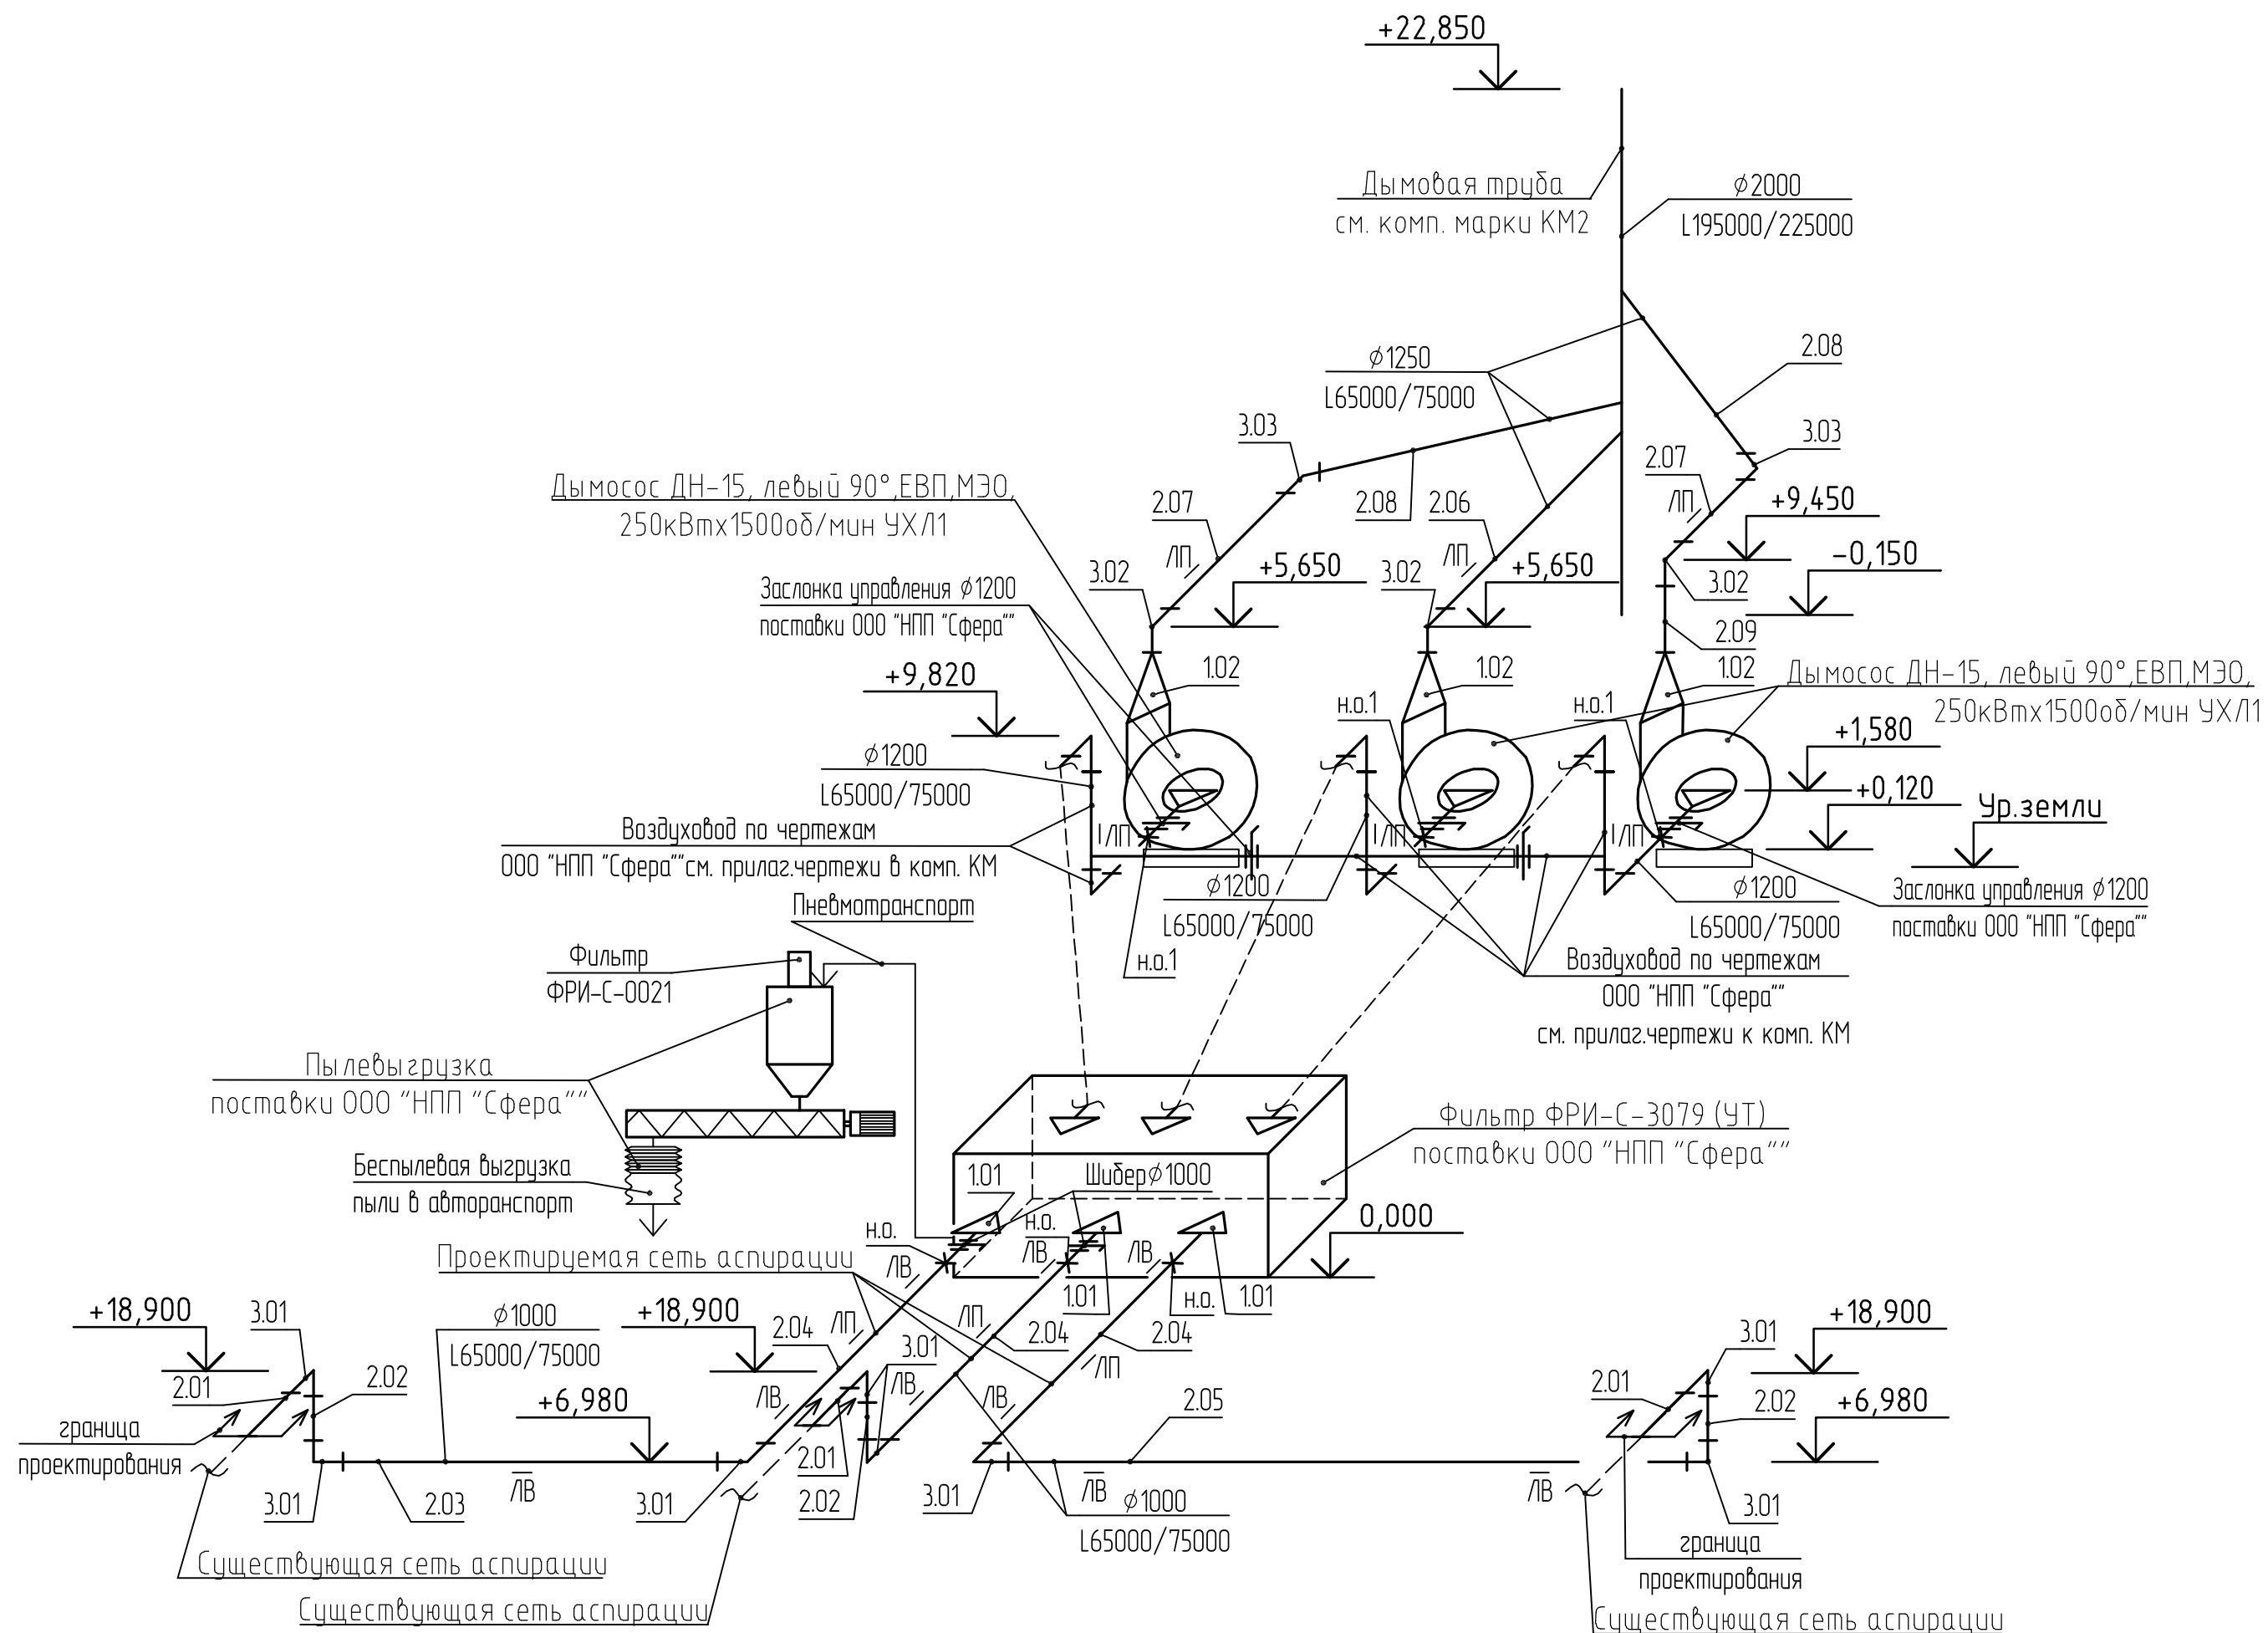 +22,850
Дымовая труба
см. комп. марки КМ2
⌀2000
L195000/225000
⌀1250
L65000/75000
2.08
3.03
3.03
2.07
+9,450
Дымосос ДН-15, левый 90°,ЕВП,МЭО,
250кВтх1500об/мин УХЛ1
2.07
2.08
2.06
ЛП
ЛП
ЛП
-0,150
Заслонка управления ⌀1200
поставки ООО "НПП "Сфера""
3.02
+5,650
3.02
+5,650
3.02
2.09
+9,820
1.02
1.02
1.02
Дымосос ДН-15, левый 90°,ЕВП,МЭО,
250кВтх1500об/мин УХЛ1
н.о.1
н.о.1
+1,580
⌀1200
L65000/75000
+0,120
Ур.земли
Воздуховод по чертежам
ООО "НПП "Сфера""см. прилаг.чертежи в комп. КМ
ЛП
ЛП
ЛП
⌀1200
L65000/75000
⌀1200
L65000/75000
Заслонка управления ⌀1200
поставки ООО "НПП "Сфера""
Пневмотранспорт
н.о.1
Воздуховод по чертежам
ООО "НПП "Сфера""
см. прилаг.чертежи к комп. КМ
Фильтр
ФРИ-С-0021
Пылевыгрузка
поставки ООО "НПП "Сфера""
Фильтр ФРИ-С-3079 (УТ)
поставки ООО "НПП "Сфера""
Беспылевая выгрузка
пыли в авторанспорт
1.01
Шибер⌀1000
н.о.
н.о.
0,000
Проектируемая сеть аспирации
ЛВ
ЛВ
ЛВ
1.01
н.о.
1.01
+18,900
3.01
⌀1000
L65000/75000
+18,900
2.04
ЛП
ЛП
2.04
ЛП
2.04
3.01
3.01
+18,900
2.01
2.02
+6,980
ЛВ
ЛВ
ЛВ
2.05
2.01
2.02
+6,980
граница
проектирования
2.01
2.02
3.01
2.03
ЛВ
3.01
3.01
ЛВ
⌀1000
L65000/75000
ЛВ
3.01
граница
проектирования
Существующая сеть аспирации
Существующая сеть аспирации
Существующая сеть аспирации